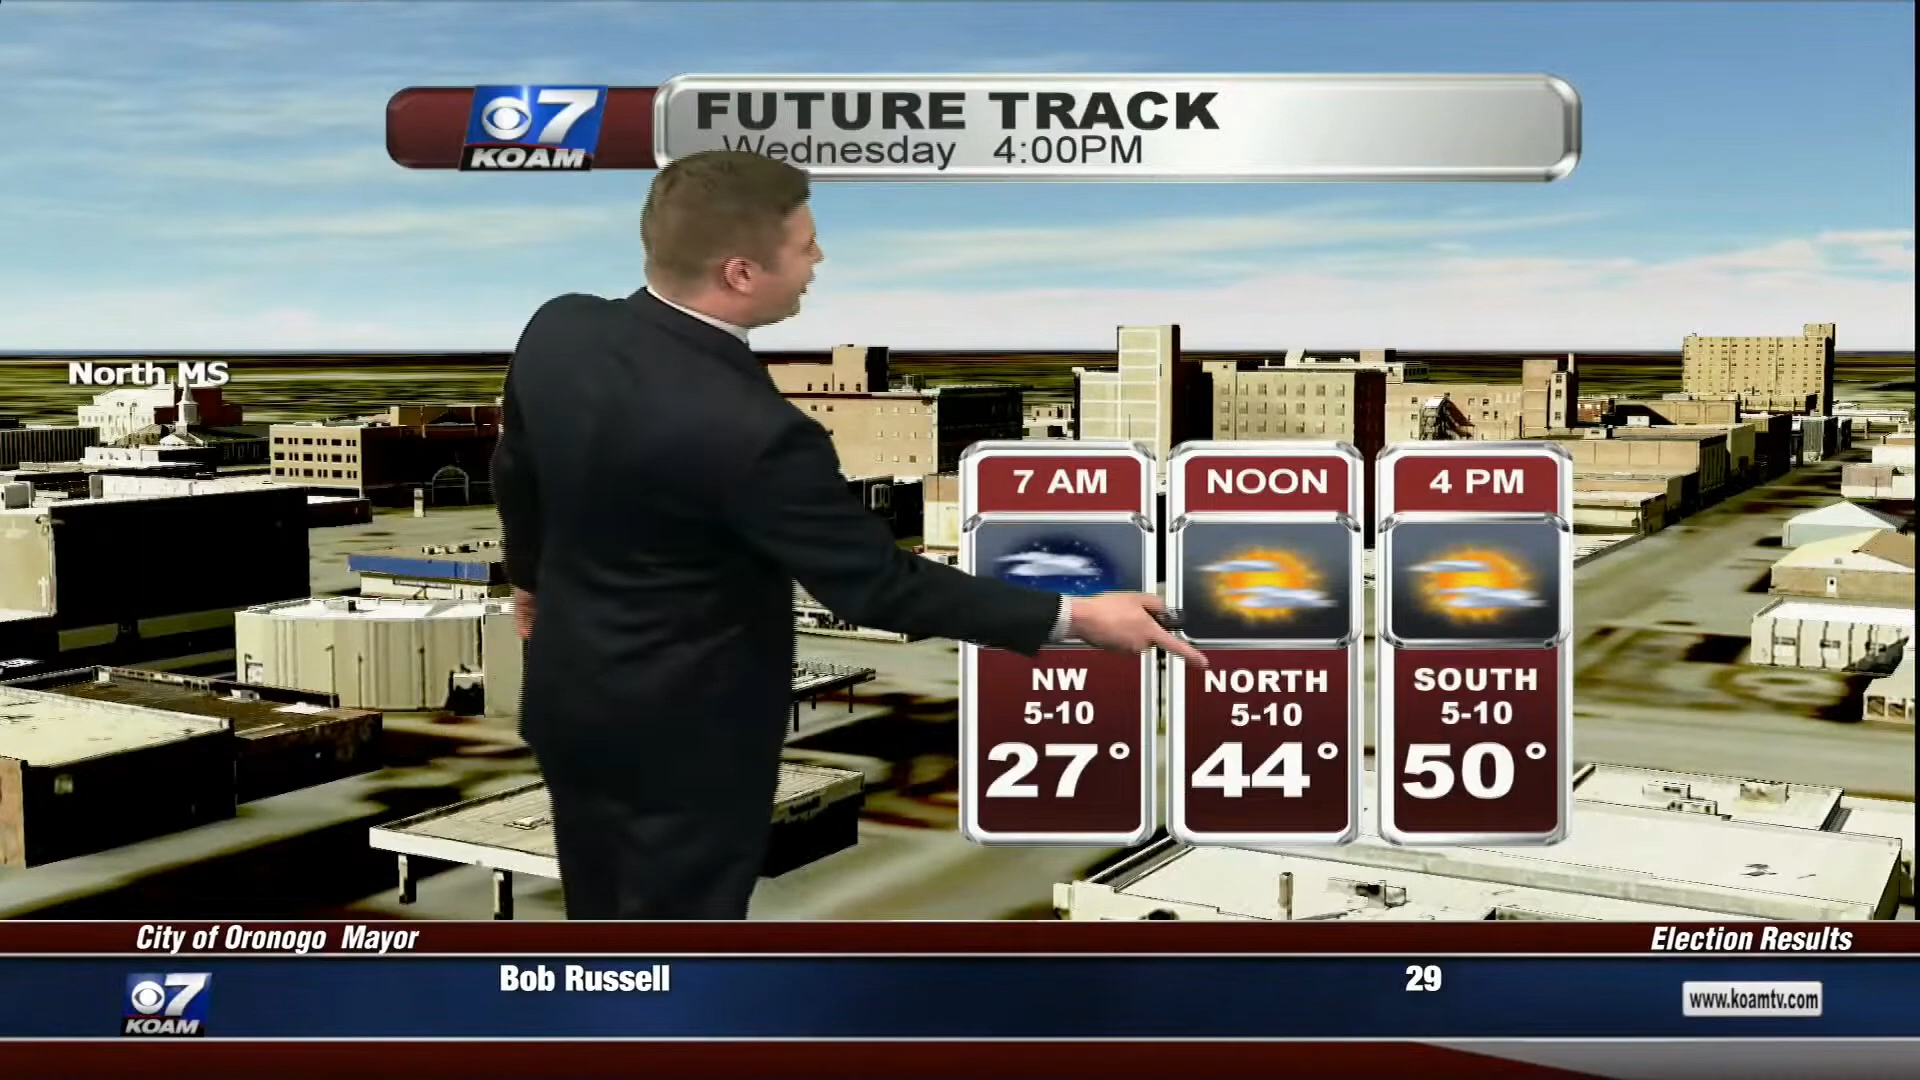 7
KOAM
FUTURE TRACK
Wednesday 4:00PM
North MS
7 AM
NW
5-10
27°
NOON
NORTH
5-10
44°
4 PM
SOUTH
5-10
50°
City of Oronogo Mayor
Election Results
7
KOAM
Bob Russell
29
www.koamtv.com